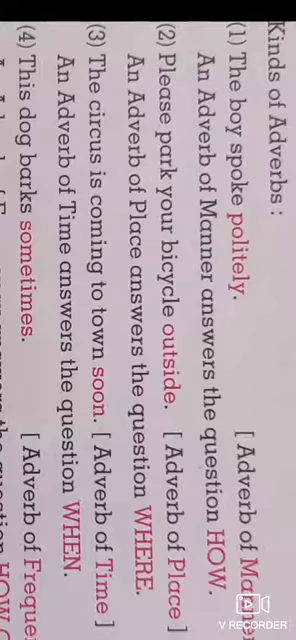 Kinds of Adverbs :
(1) The boy spoke politely. [ Adverb of Manner
An Adverb of Manner answers the question HOW.
(2) Please park your bicycle outside. [ Adverb of Place ]
An Adverb of Place answers the question WHERE.
(3) The circus is coming to town soon. [ Adverb of Time ]
An Adverb of Time answers the question WHEN.
(4) This dog barks sometimes. [ Adverb of Freque
question HOW
V RECORDER